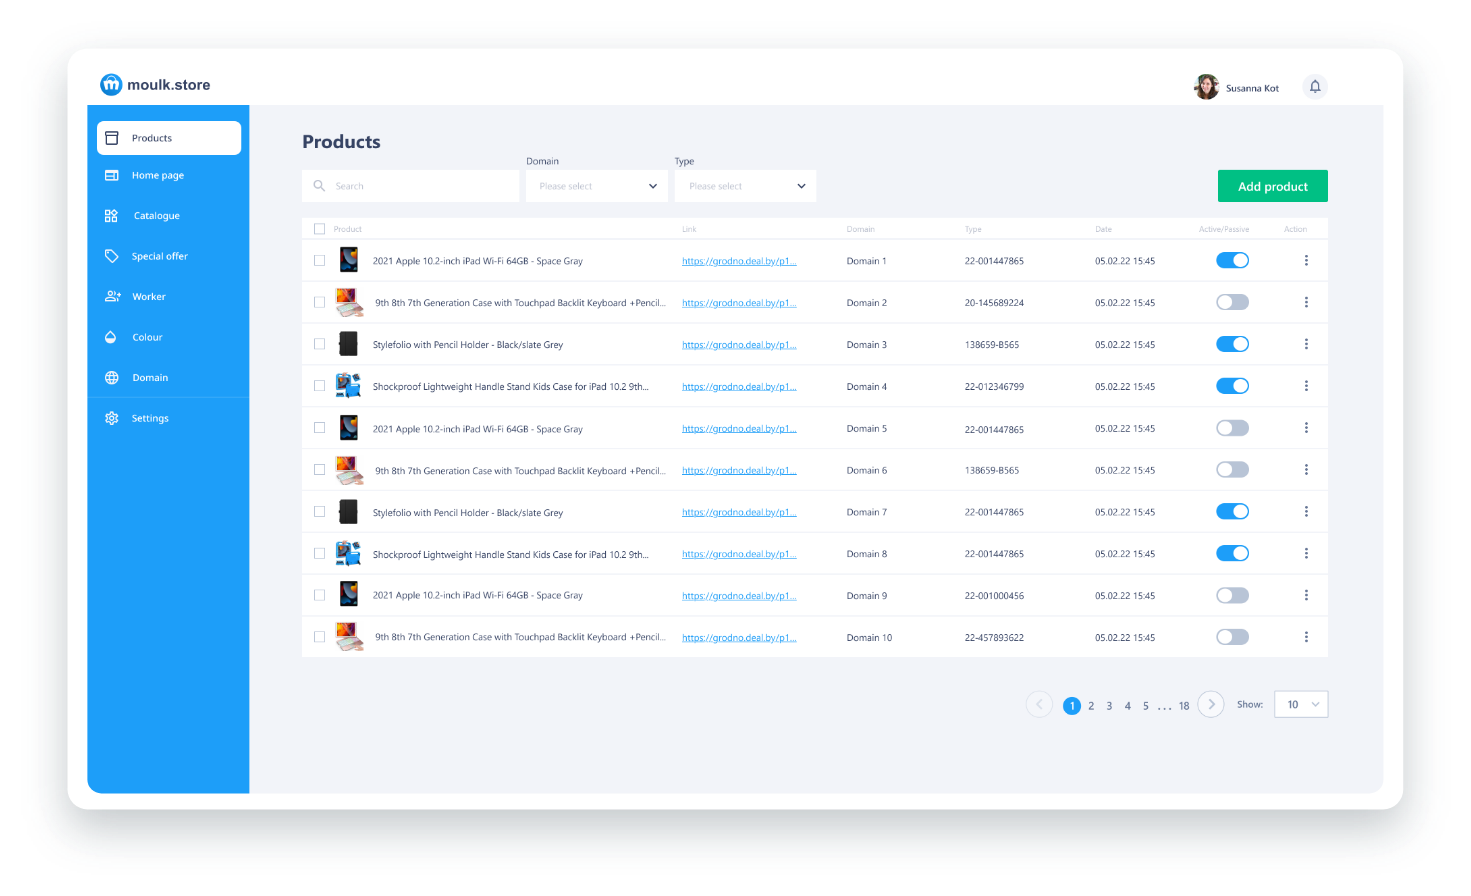 moulk.store
Susanna Kot
Products
Home page
Catalogue
Special offer
Worker
Colour
Domain
Settings
Products
Domain
Type
Search
Please select
Please select
Add product
Product Link Domain Type Date Active/Passive Action
2021 Apple 10.2-inch iPad Wi-Fi 64GB - Space Gray https://grodno.deal.by/p1... Domain 1 22-001447865 05.02.22 15:45
9th 8th 7th Generation Case with Touchpad Backlit Keyboard +Pencil... https://grodno.deal.by/p1... Domain 2 20-145689224 05.02.22 15:45
Stylefolio with Pencil Holder - Black/slate Grey https://grodno.deal.by/p1... Domain 3 138659-B565 05.02.22 15:45
Shockproof Lightweight Handle Stand Kids Case for iPad 10.2 9th... https://grodno.deal.by/p1... Domain 4 22-012346799 05.02.22 15:45
2021 Apple 10.2-inch iPad Wi-Fi 64GB - Space Gray https://grodno.deal.by/p1... Domain 5 22-001447865 05.02.22 15:45
9th 8th 7th Generation Case with Touchpad Backlit Keyboard +Pencil... https://grodno.deal.by/p1... Domain 6 138659-B565 05.02.22 15:45
Stylefolio with Pencil Holder - Black/slate Grey https://grodno.deal.by/p1... Domain 7 22-001447865 05.02.22 15:45
Shockproof Lightweight Handle Stand Kids Case for iPad 10.2 9th... https://grodno.deal.by/p1... Domain 8 22-001447865 05.02.22 15:45
2021 Apple 10.2-inch iPad Wi-Fi 64GB - Space Gray https://grodno.deal.by/p1... Domain 9 22-001000456 05.02.22 15:45
9th 8th 7th Generation Case with Touchpad Backlit Keyboard +Pencil... https://grodno.deal.by/p1... Domain 10 22-457893622 05.02.22 15:45
1 2 3 4 5 ... 18 Show: 10